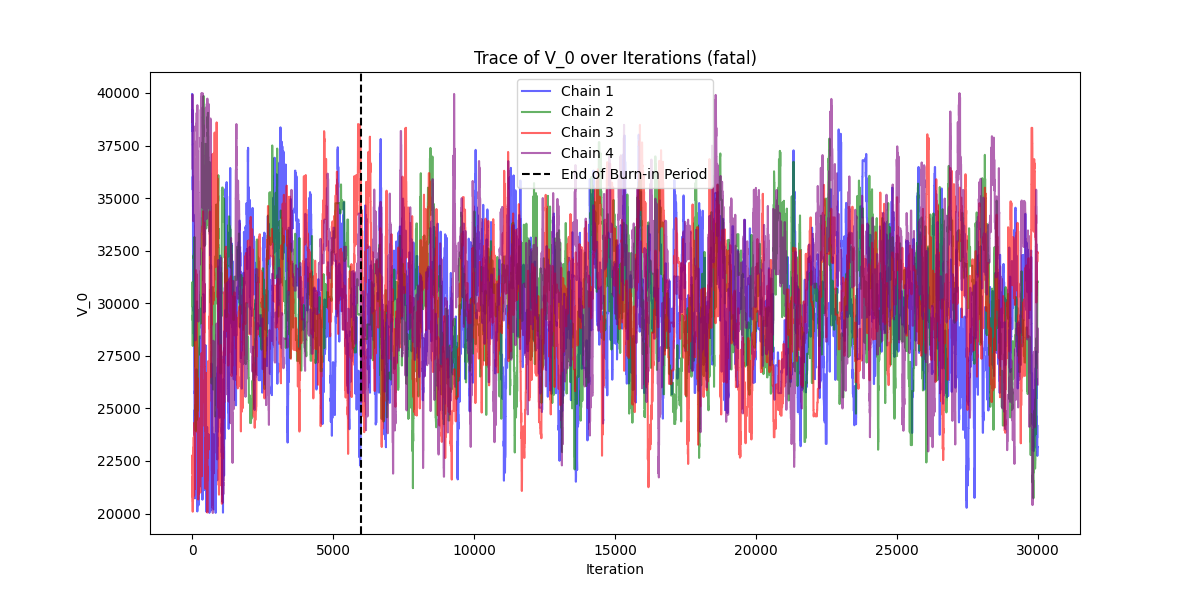 Trace of V_0 over Iterations (fatal)
Chain 1
Chain 2
Chain 3
Chain 4
End of Burn-in Period
V_0
40000
37500
35000
32500
30000
27500
25000
22500
20000
0
5000
10000
15000
20000
25000
30000
Iteration